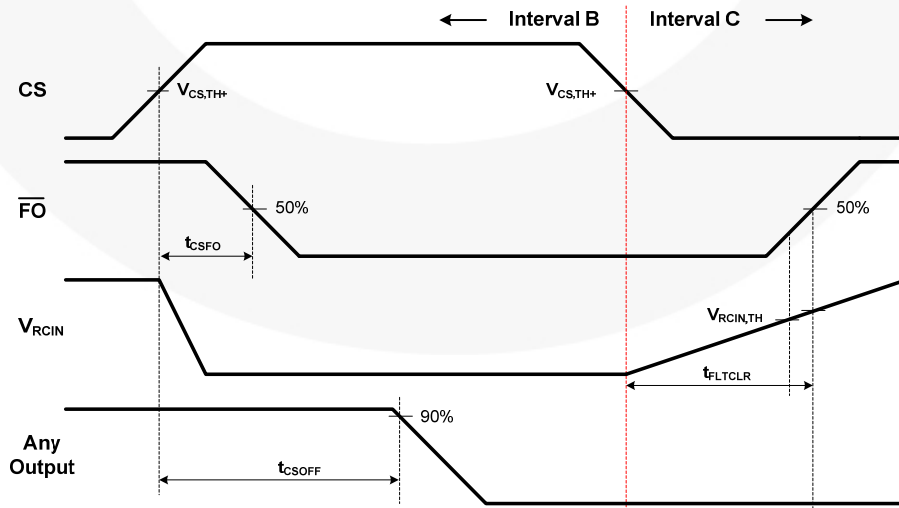 Interval B
Interval C
CS
VCS,TH+
VCS,TH+
FO
50%
50%
tCSFO
VRCIN
VRCIN,TH
tFLTCLR
Any
Output
90%
tCSOFF